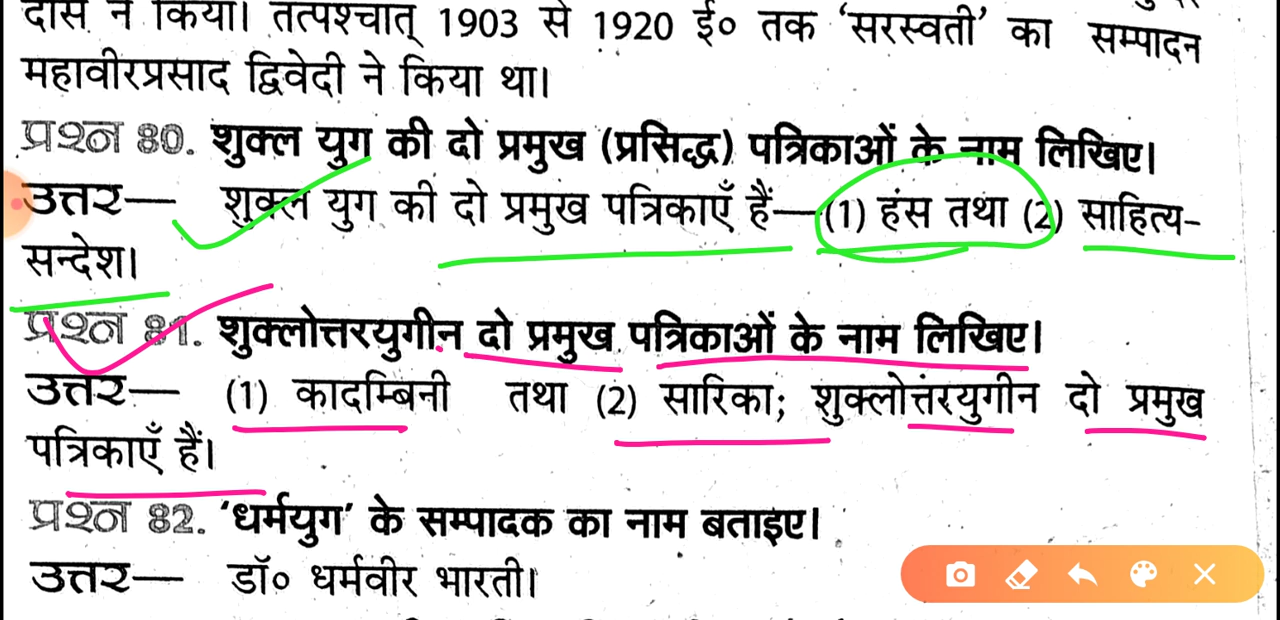 दास ने किया। तत्पश्चात् 1903 से 1920 ई० तक ‘सरस्वती’ का सम्पादन
महावीरप्रसाद द्विवेदी ने किया था।
प्रश्न 80. शुक्ल युग की दो प्रमुख (प्रसिद्ध) पत्रिकाओं के नाम लिखिए।
उत्तर— शुक्ल युग की दो प्रमुख पत्रिकाएँ हैं—(1) हंस तथा (2) साहित्य-
सन्देश।
प्रश्न 81. शुक्लोत्तरयुगीन दो प्रमुख पत्रिकाओं के नाम लिखिए।
उत्तर— (1) कादम्बिनी तथा (2) सारिका; शुक्लोत्तरयुगीन दो प्रमुख
पत्रिकाएँ हैं।
प्रश्न 82. ‘धर्मयुग’ के सम्पादक का नाम बताइए।
उत्तर— डॉ० धर्मवीर भारती।